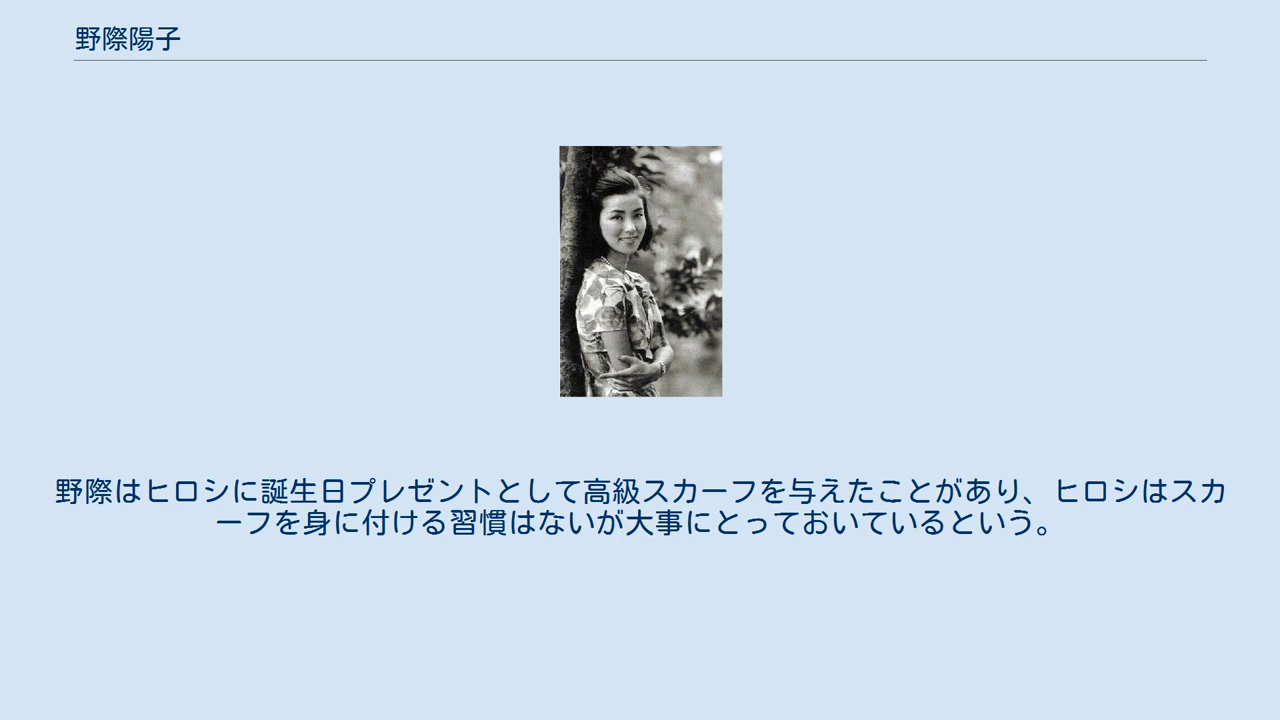 野際陽子
野際はヒロシに誕生日プレゼントとして高級スカーフを与えたことがあり、ヒロシはスカ
ーフを身に付ける習慣はないが大事にとっておいているという。